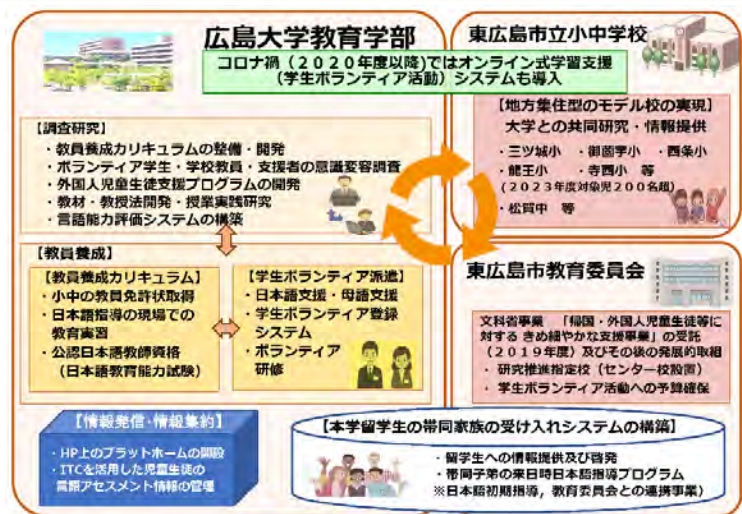 広島大学教育学部
コロナ禍(2020年度以降)ではオンライン式学習支援
(学生ボランティア活動)システムも導入
【調査研究】
・教員養成カリキュラムの整備・開発
・ボランティア学生・学校教員・支援者の意識変容調査
・外国人児童生徒支援プログラムの開発
・教材・教授法開発・授業実践研究
・言語能力評価システムの構築
【教員養成】
【教員養成カリキュラム】
・小中の教員免許状取得
・日本語指導の現場での
教育実習
・公認日本語教師資格
(日本語教育能力試験)
【学生ボランティア派遣】
・日本語支援・母語支援
・学生ボランティア登録
システム
・ボランティア
研修
東広島市立小中学校
【地方集住型のモデル校の実現】
大学との共同研究・情報提供
・三ツ城小 ・御薗宇小 ・西条小
・龍王小 ・寺西小 等
(2023年度対象児200名超)
・松賀中 等
東広島市教育委員会
文科省事業 「帰国・外国人児童生徒等に
対する きめ細やかな支援事業」の受託
(2019年度)及びその後の発展的取組
・ 研究推進指定校(センター校設置)
・ 学生ボランティア活動への予算確保
【情報発信・情報集約】
・HP上のプラットホームの開設
・ITCを活用した児童生徒の
言語アセスメント情報の管理
【本学留学生の帯同家族の受け入れシステムの構築】
・留学生への情報提供及び啓発
・帯同子弟の来日時日本語指導プログラム
※日本語初期指導,教育委員会との連携事業)